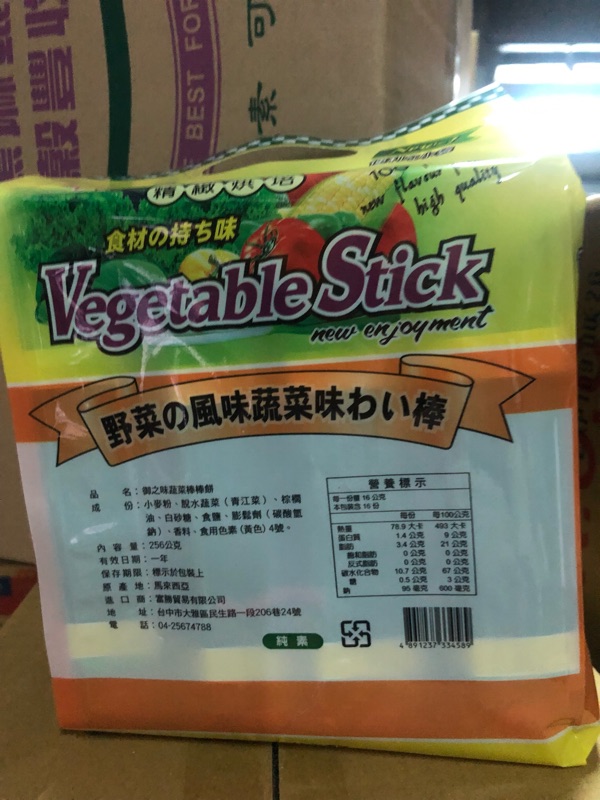 BEST FOR
素 可
精緻烘培
食材の持ち味
new flavour
high quality
Vegetable Stick
new enjoyment
野菜の風味蔬菜味わい棒
品 名：御之味蔬菜棒棒餅
成 份：小麥粉、脫水蔬菜（青江菜）、棕櫚
油、白砂糖、食鹽、膨鬆劑（碳酸氫
鈉）、香料、食用色素（黃色）4號。
內 容 量：256公克
有效日期：一年
保存期限：標示於包裝上
原 產 地：馬來西亞
進 口 商：富勝貿易有限公司
地 址：台中市大雅區民生路一段206巷24號
電 話：04-25674788
純素
營養標示
每一份量 16 公克
本包裝含 16 份
每份 每100公克
熱量 78.9 大卡 493 大卡
蛋白質 1.4 公克 9 公克
脂肪 3.4 公克 21 公克
飽和脂肪 0 公克 0 公克
反式脂肪 0 公克 0 公克
碳水化合物 10.7 公克 67 公克
糖 0.5 公克 3 公克
鈉 95 毫克 600 毫克
4 891237 334589